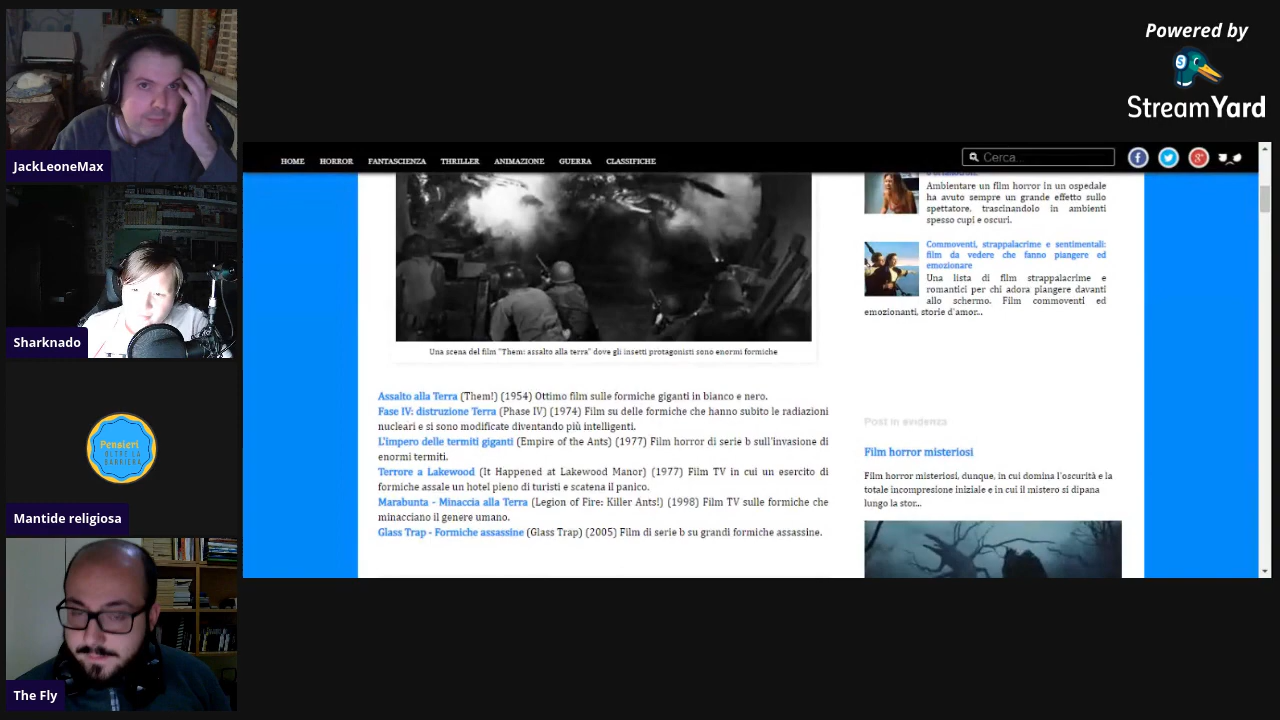 Powered by
StreamYard
JackLeoneMax
Sharknado
Pensieri
OLTRE LA
BARRIERA
Mantide religiosa
The Fly
HOME HORROR FANTASCIENZA THRILLER ANIMAZIONE GUERRA CLASSIFICHE
Cerca...
Una scena del film "Them: assalto alla terra" dove gli insetti protagonisti sono enormi formiche
Assalto alla Terra (Them!) (1954) Ottimo film sulle formiche giganti in bianco e nero.
Fase IV: distruzione Terra (Phase IV) (1974) Film su delle formiche che hanno subito le radiazioni
nucleari e si sono modificate diventando più intelligenti.
L'impero delle termiti giganti (Empire of the Ants) (1977) Film horror di serie b sull'invasione di
enormi termiti.
Terrore a Lakewood (It Happened at Lakewood Manor) (1977) Film TV in cui un esercito di
formiche assale un hotel pieno di turisti e scatena il panico.
Marabunta - Minaccia alla Terra (Legion of Fire: Killer Ants!) (1998) Film TV sulle formiche che
minacciano il genere umano.
Glass Trap - Formiche assassine (Glass Trap) (2005) Film di serie b su grandi formiche assassine.
Ambientare un film horror in un ospedale
ha avuto sempre un grande effetto sullo
spettatore, trascinandolo in ambienti
spesso cupi e oscuri.
Commoventi, strappalacrime e sentimentali:
film da vedere che fanno piangere ed
emozionare
Una lista di film strappalacrime e
romantici per chi adora piangere davanti
allo schermo. Film commoventi ed
emozionanti, storie d'amor...
Post in evidenza
Film horror misteriosi
Film horror misteriosi, dunque, in cui domina l'oscurità e la
totale incomprensione iniziale e in cui il mistero si dipana
lungo la stor...